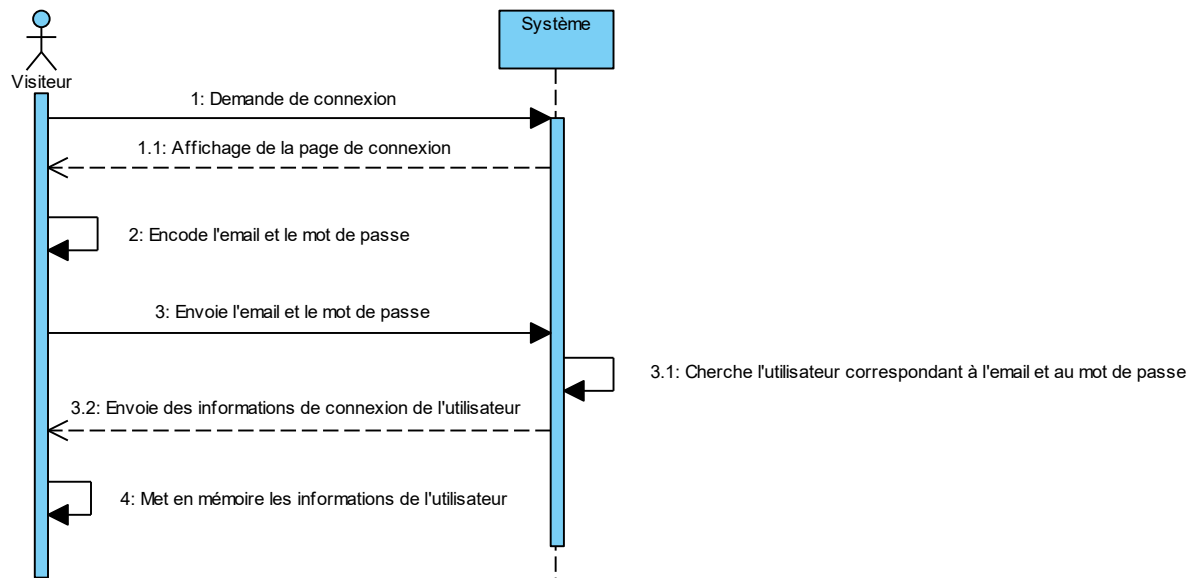 Système
Visiteur
1: Demande de connexion
1.1: Affichage de la page de connexion
2: Encode l'email et le mot de passe
3: Envoie l'email et le mot de passe
3.1: Cherche l'utilisateur correspondant à l'email et au mot de passe
3.2: Envoie des informations de connexion de l'utilisateur
4: Met en mémoire les informations de l'utilisateur